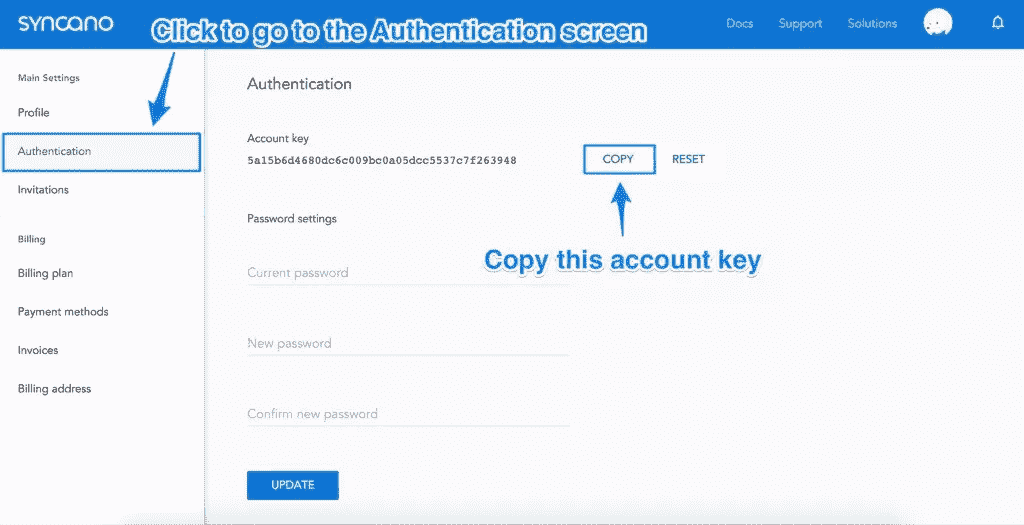 syncano
Docs
Support
Solutions
Click to go to the Authentication screen
Main Settings
Profile
Authentication
Invitations
Billing
Billing plan
Payment methods
Invoices
Billing address
Authentication
Account key
5a15b6d4680dc6c009bc0a05dcc5537c7f263948
COPY
RESET
Copy this account key
Password settings
Current password
New password
Confirm new password
UPDATE